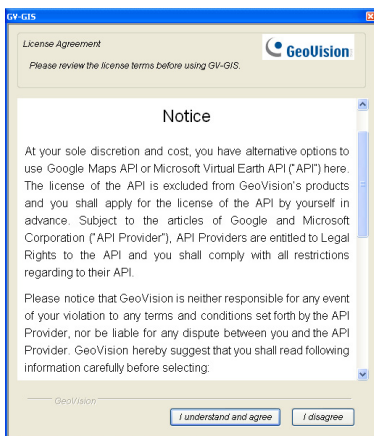 GV-GIS
License Agreement
GeoVision
Please review the license terms before using GV-GIS.
Notice
At your sole discretion and cost, you have alternative options to
use Google Maps API or Microsoft Virtual Earth API ("API") here.
The license of the API is excluded from GeoVision's products
and you shall apply for the license of the API by yourself in
advance. Subject to the articles of Google and Microsoft
Corporation ("API Provider"), API Providers are entitled to Legal
Rights to the API and you shall comply with all restrictions
regarding to their API.
Please notice that GeoVision is neither responsible for any event
of your violation to any terms and conditions set forth by the API
Provider, nor be liable for any dispute between you and the API
Provider. GeoVision hereby suggest that you shall read following
information carefully before selecting:
GeoVision
I understand and agree
I disagree